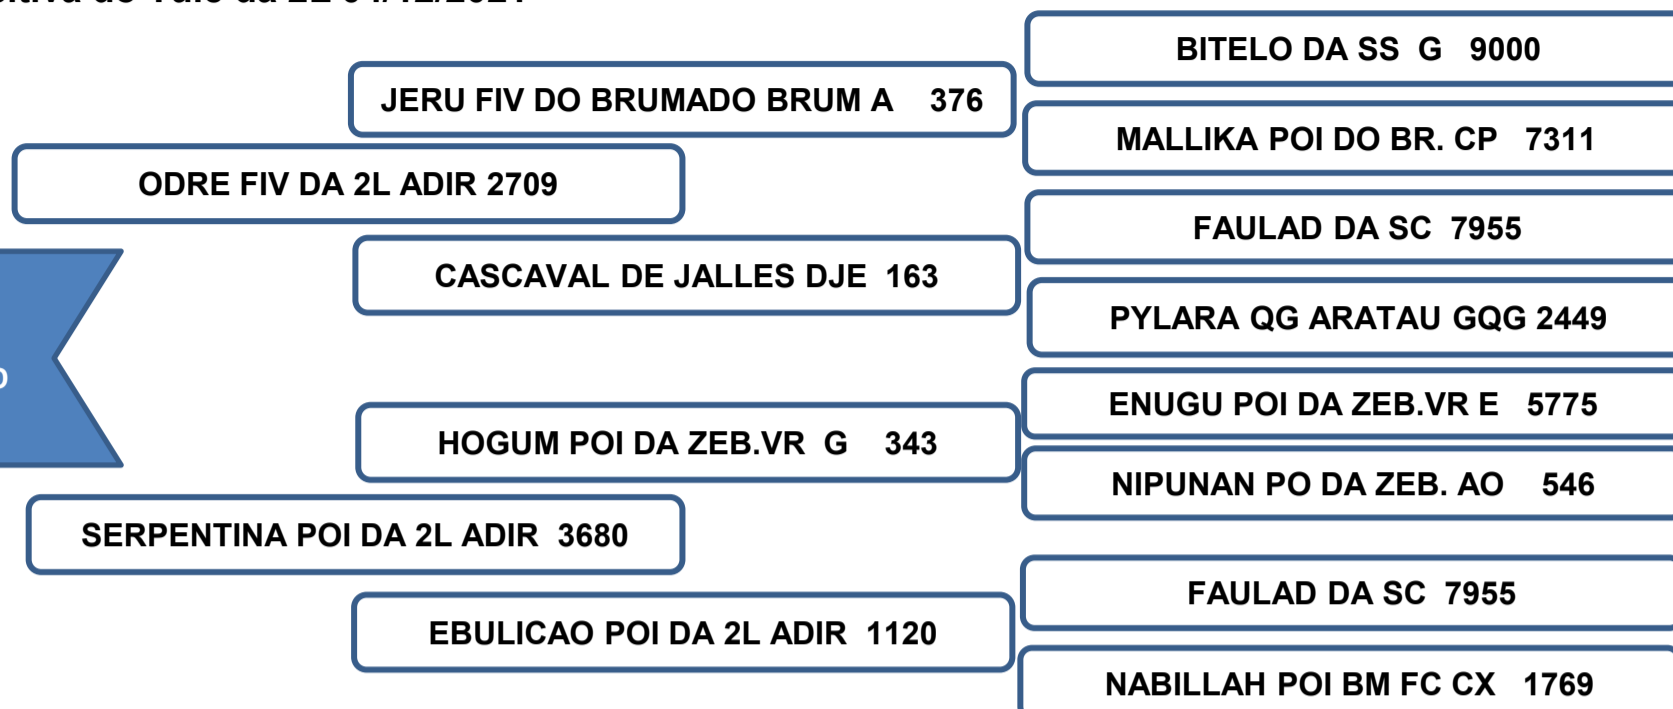 BITELO DA SS G 9000
JERU FIV DO BRUMADO BRUM A 376
MALLIKA POI DO BR. CP 7311
ODRE FIV DA 2L ADIR 2709
FAULAD DA SC 7955
CASCAVAL DE JALLES DJE 163
PYLARA QG ARATAU GQG 2449
ENUGU POI DA ZEB.VR E 5775
HOGUM POI DA ZEB.VR G 343
NIPUNAN PO DA ZEB. AO 546
SERPENTINA POI DA 2L ADIR 3680
FAULAD DA SC 7955
EBULICAO POI DA 2L ADIR 1120
NABILLAH POI BM FC CX 1769